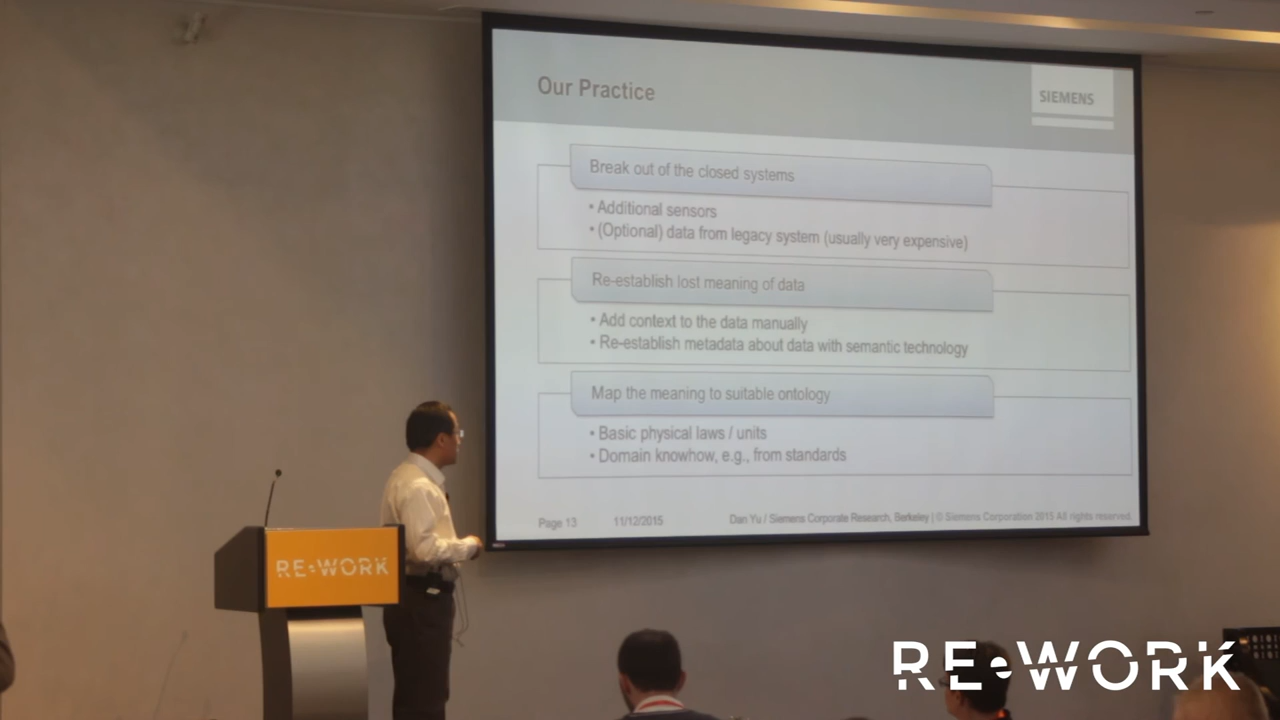 Our Practice
SIEMENS
Break out of the closed systems
• Additional sensors
• (Optional) data from legacy system (usually very expensive)
Re-establish lost meaning of data
• Add context to the data manually
• Re-establish metadata about data with semantic technology
Map the meaning to suitable ontology
• Basic physical laws / units
• Domain knowhow, e.g., from standards
Page 13 11/12/2015 Dan Yu / Siemens Corporate Research, Berkeley | © Siemens Corporation 2015 All rights reserved.
RE•WORK
RE•WORK